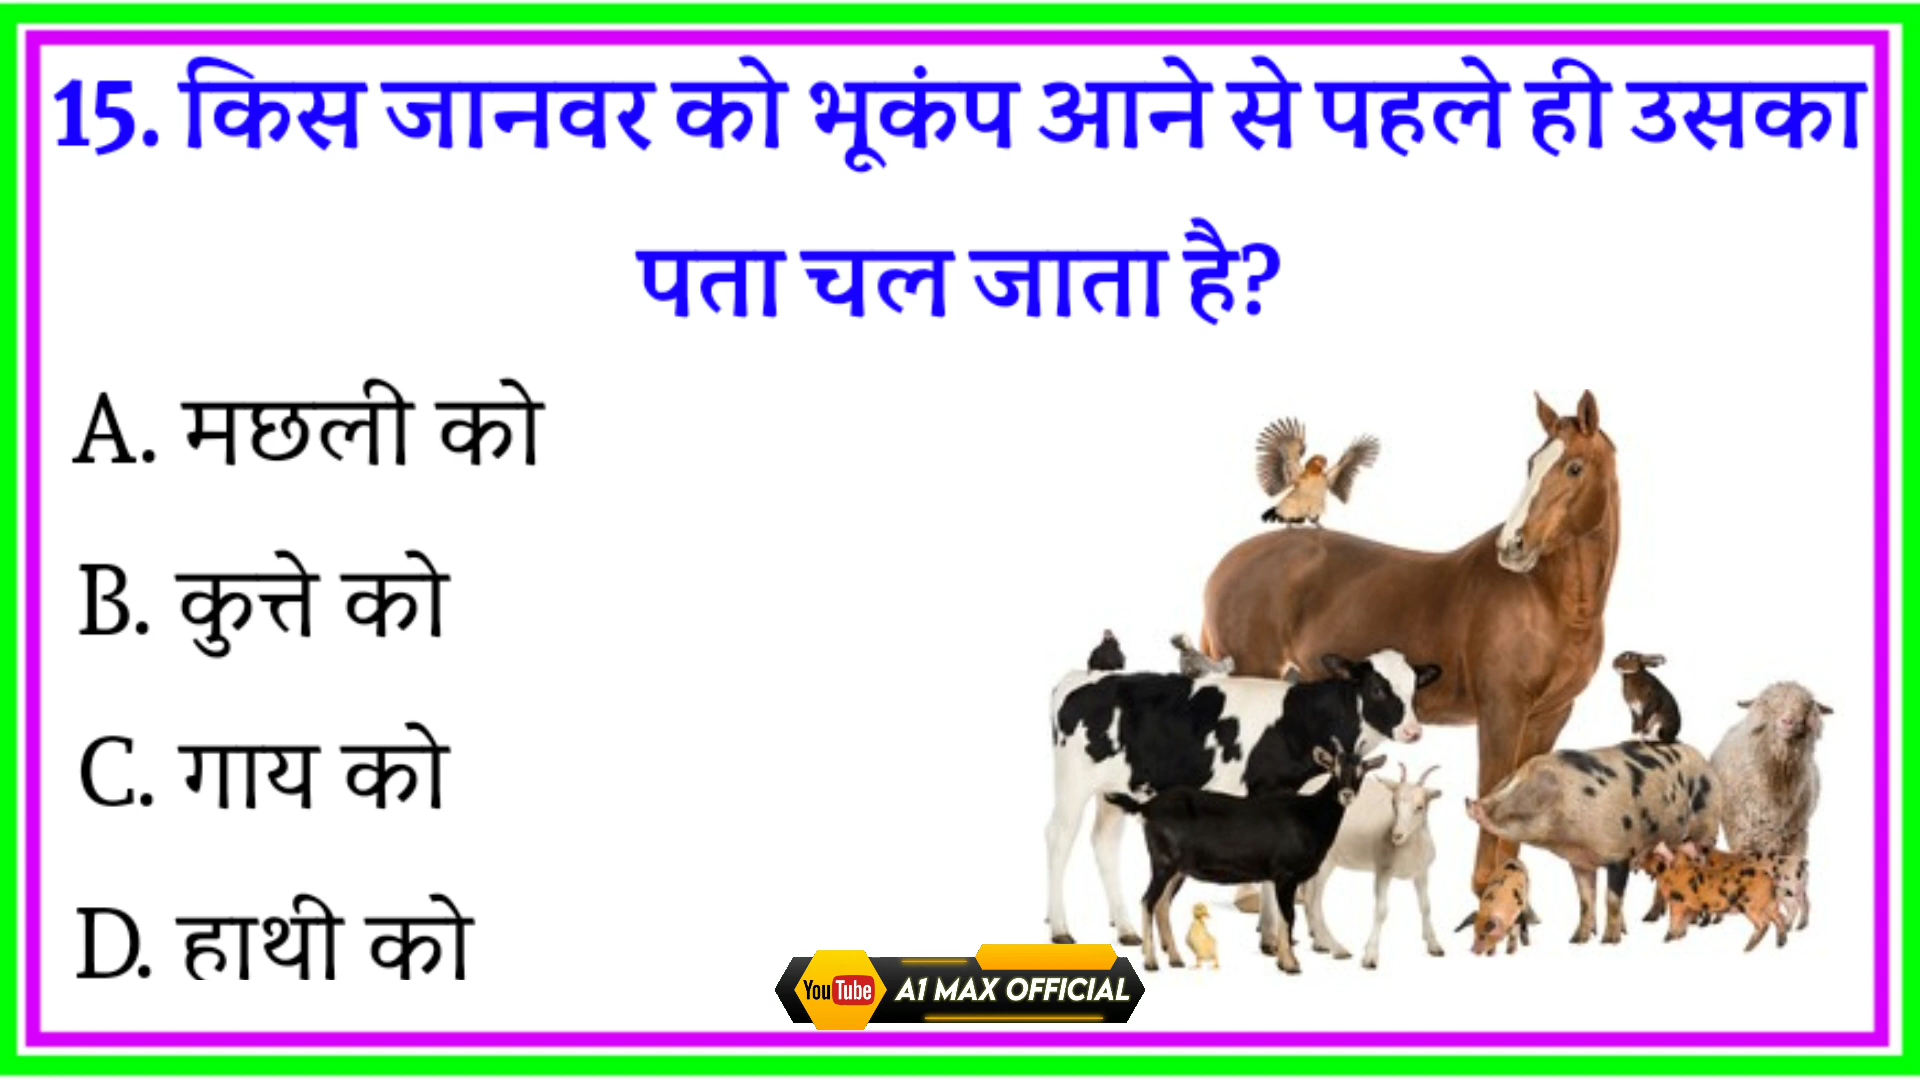 15. किस जानवर को भूकंप आने से पहले ही उसका
पता चल जाता है?
A. मछली को
B. कुत्ते को
C. गाय को
D. हाथी को
YouTube A1 MAX OFFICIAL